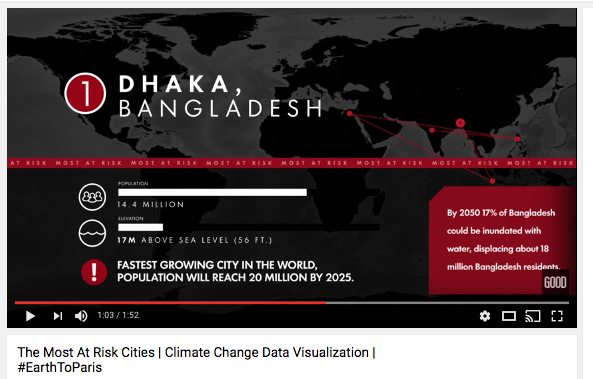 1
DHAKA,
BANGLADESH
AT RISK MOST AT RISK MOST AT RISK MOST AT RISK MOST AT RISK MOST AT RISK MOST AT RISK MOST AT RISK
POPULATION
14.4 MILLION
ELEVATION
17M ABOVE SEA LEVEL (56 FT.)
! FASTEST GROWING CITY IN THE WORLD,
POPULATION WILL REACH 20 MILLION BY 2025.
By 2050 17% of Bangladesh
could be inundated with
water, displacing about 18
million Bangladesh residents.
GOOD
1:03 / 1:52
The Most At Risk Cities | Climate Change Data Visualization |
#EarthToParis